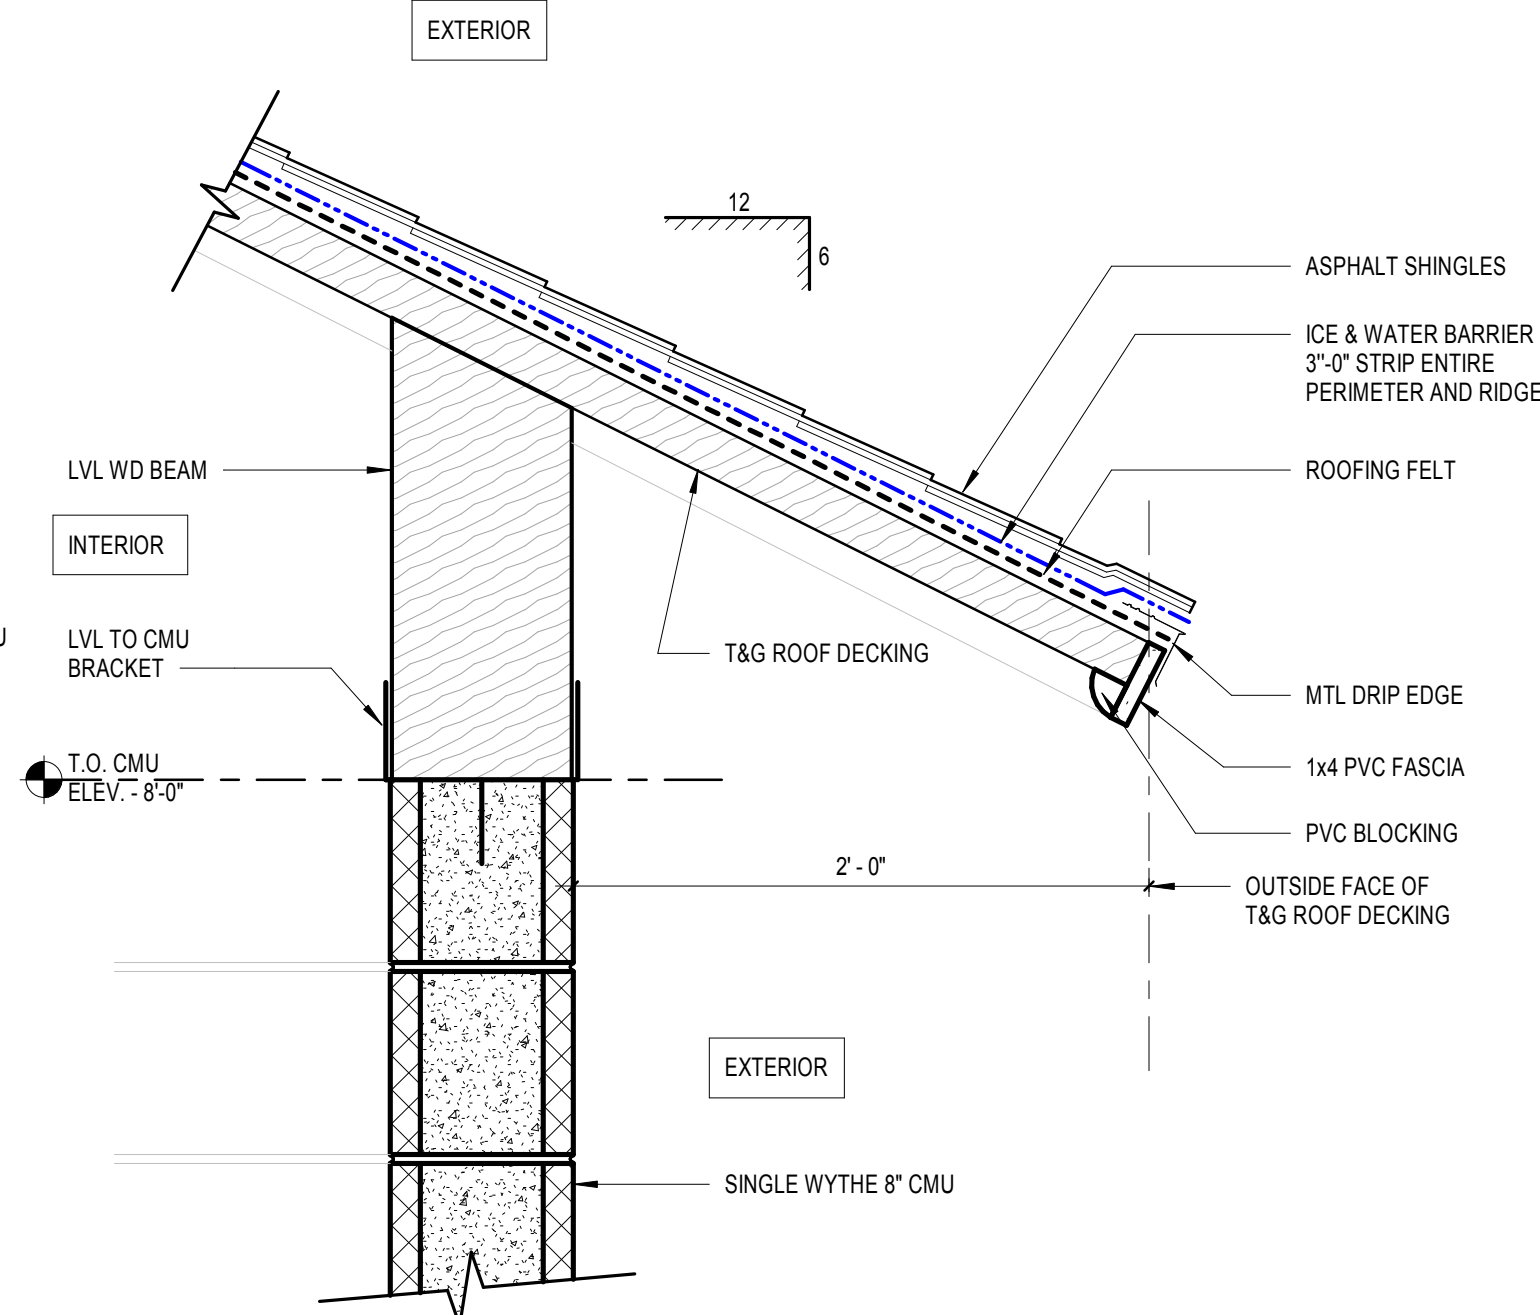 EXTERIOR
12
6
ASPHALT SHINGLES
ICE & WATER BARRIER
3"-0" STRIP ENTIRE
PERIMETER AND RIDGE
ROOFING FELT
LVL WD BEAM
INTERIOR
U
LVL TO CMU
BRACKET
T&G ROOF DECKING
MTL DRIP EDGE
T.O. CMU
ELEV. - 8'-0"
1x4 PVC FASCIA
PVC BLOCKING
2' - 0"
OUTSIDE FACE OF
T&G ROOF DECKING
EXTERIOR
SINGLE WYTHE 8" CMU